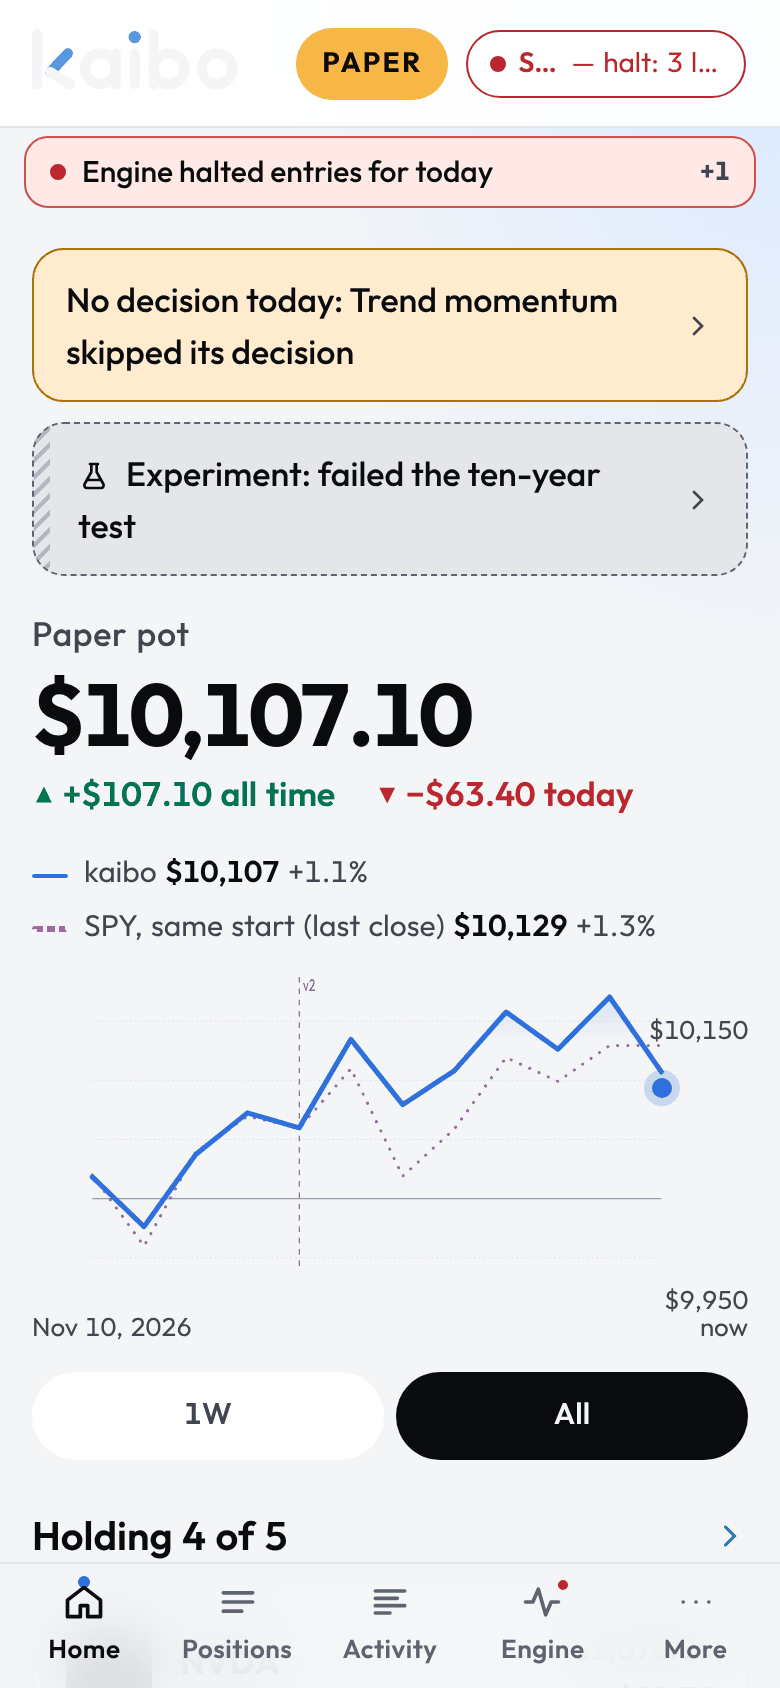 kaibo
PAPER
S... — halt: 3 l...
Engine halted entries for today
+1
No decision today: Trend momentum
skipped its decision
Experiment: failed the ten-year
test
Paper pot
$10,107.10
▲ +$107.10 all time ▼ −$63.40 today
kaibo $10,107 +1.1%
SPY, same start (last close) $10,129 +1.3%
v2
$10,150
$9,950
Nov 10, 2026
now
1W
All
Holding 4 of 5
NVDA
Home
Positions
Activity
Engine
More